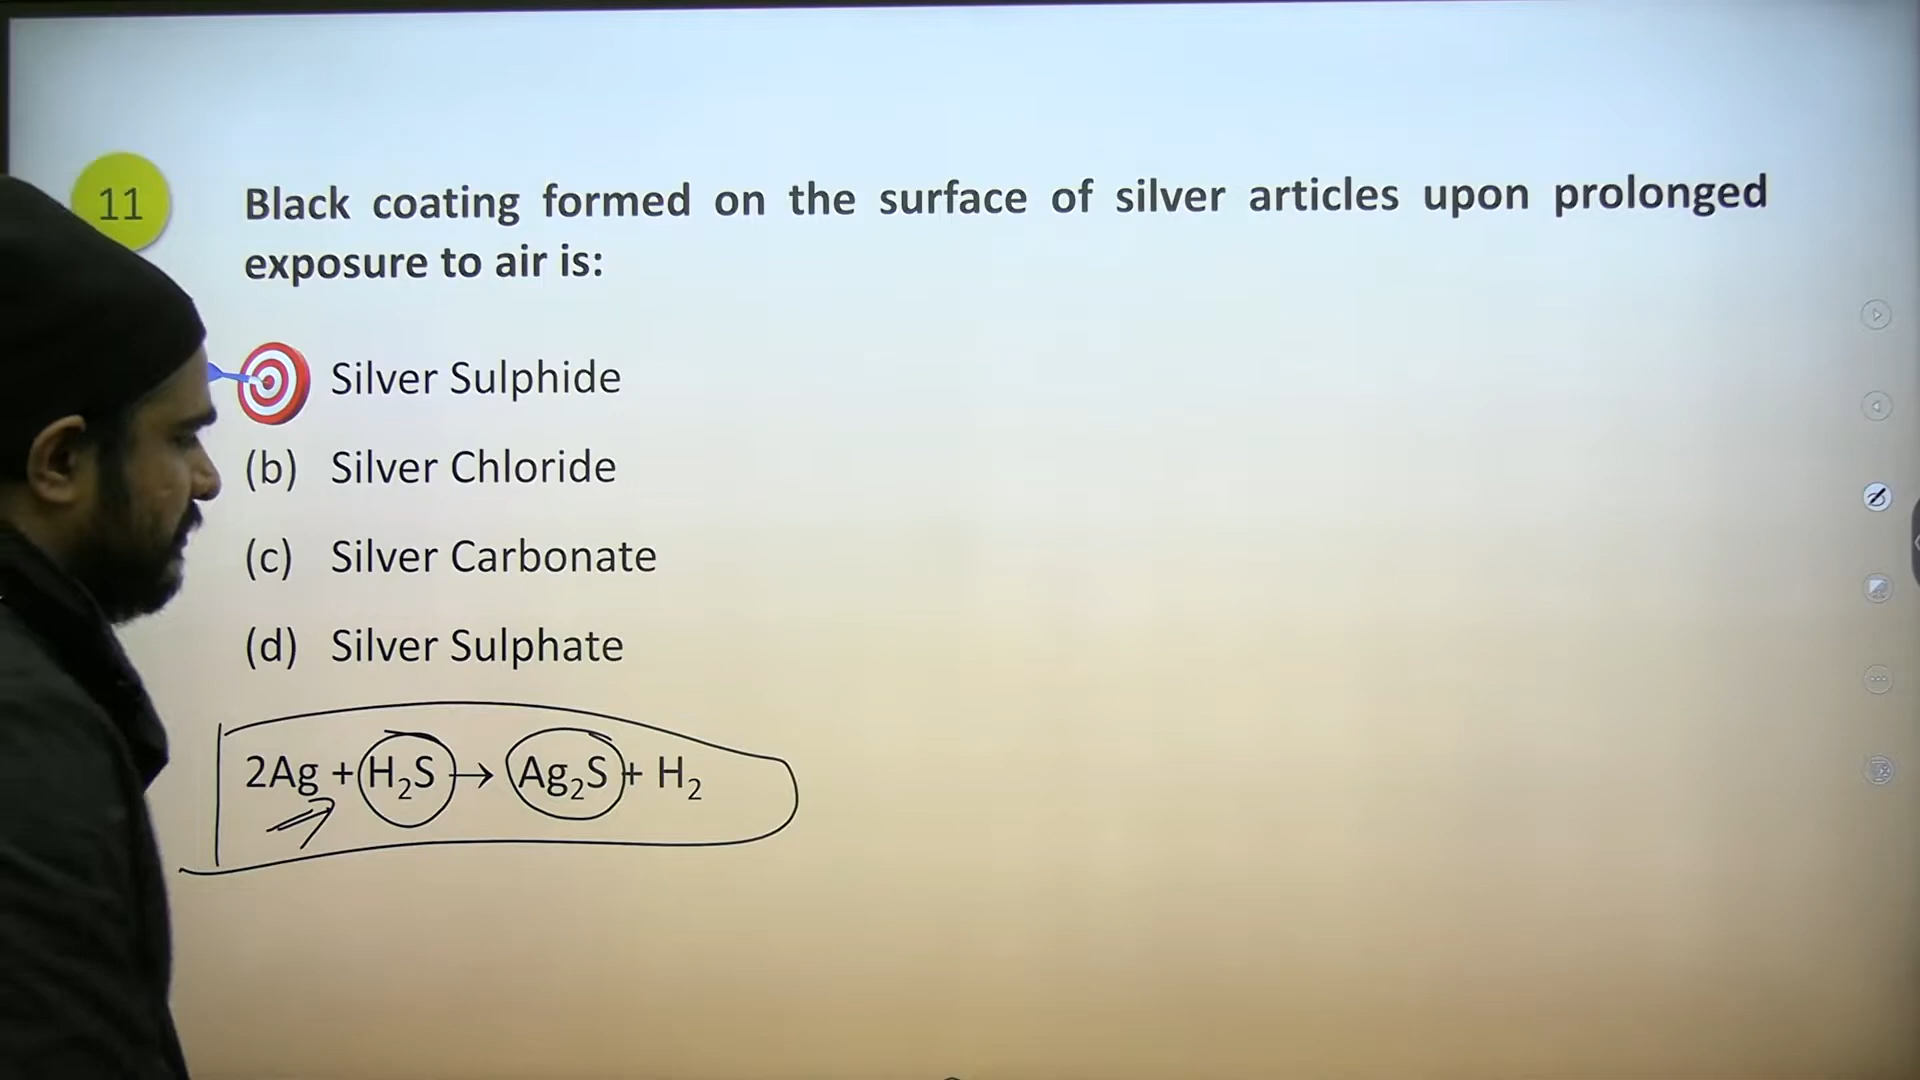 11
Black coating formed on the surface of silver articles upon prolonged
exposure to air is:
Silver Sulphide
(b) Silver Chloride
(c) Silver Carbonate
(d) Silver Sulphate
2Ag + H₂S → Ag₂S + H₂